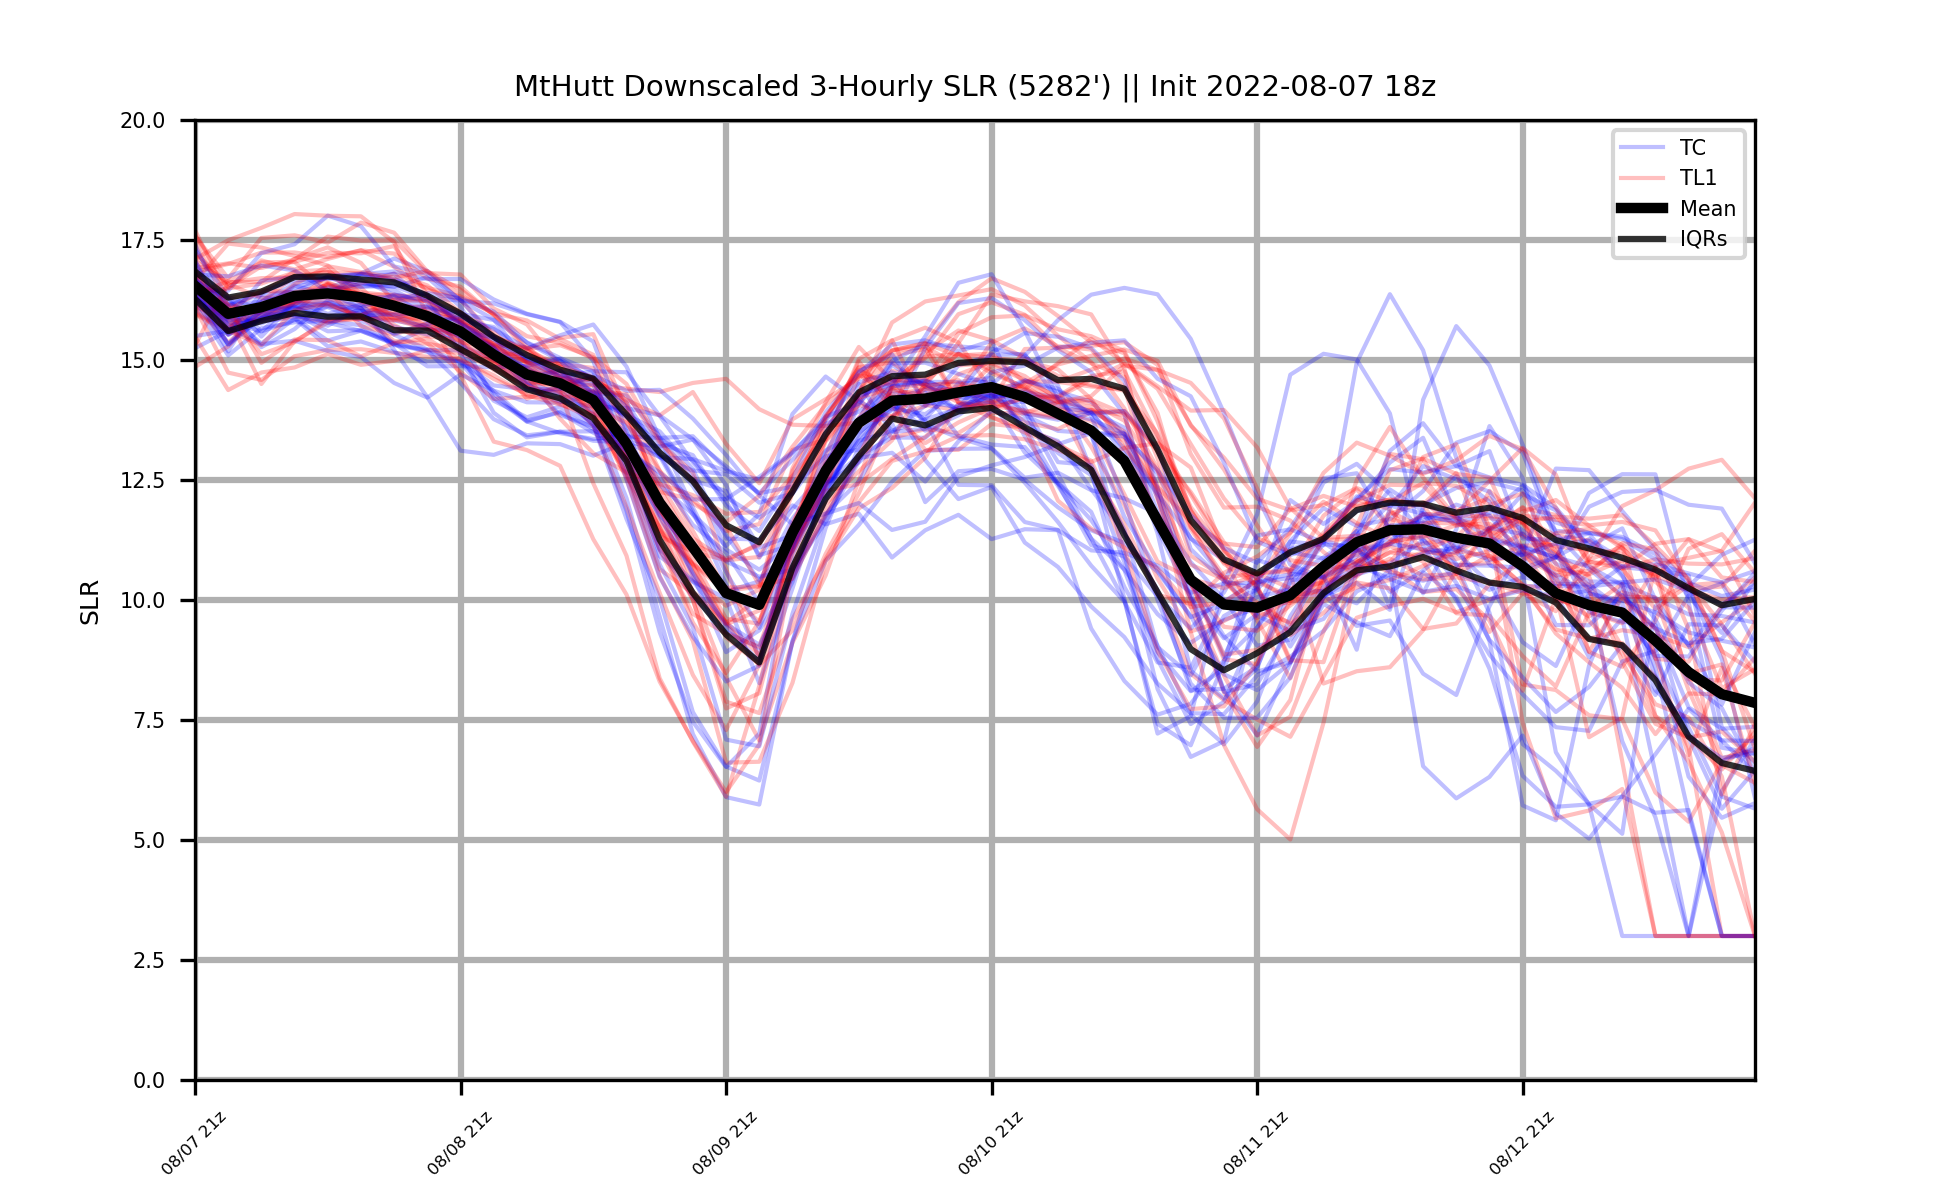 MtHutt Downscaled 3-Hourly SLR (5282') || Init 2022-08-07 18z
20.0
17.5
15.0
12.5
10.0
7.5
5.0
2.5
0.0
SLR
TC
TL1
Mean
IQRs
08/07 21z
08/08 21z
08/09 21z
08/10 21z
08/11 21z
08/12 21z